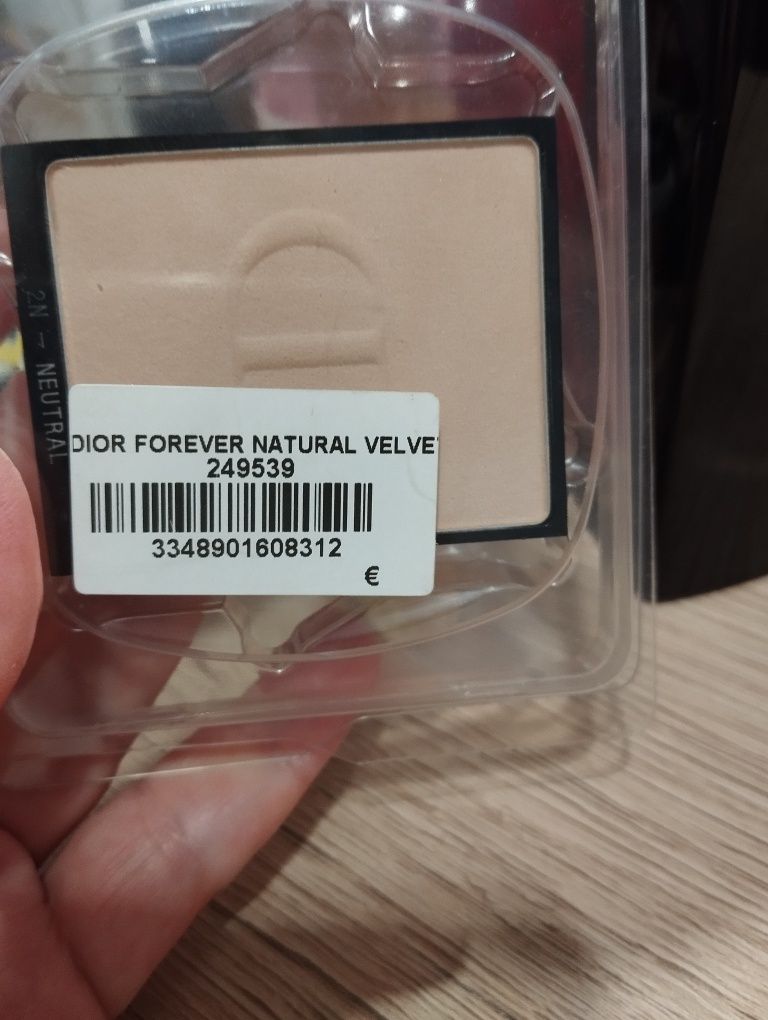 2N – NEUTRAL
DIOR FOREVER NATURAL VELVE
249539
3348901608312
€